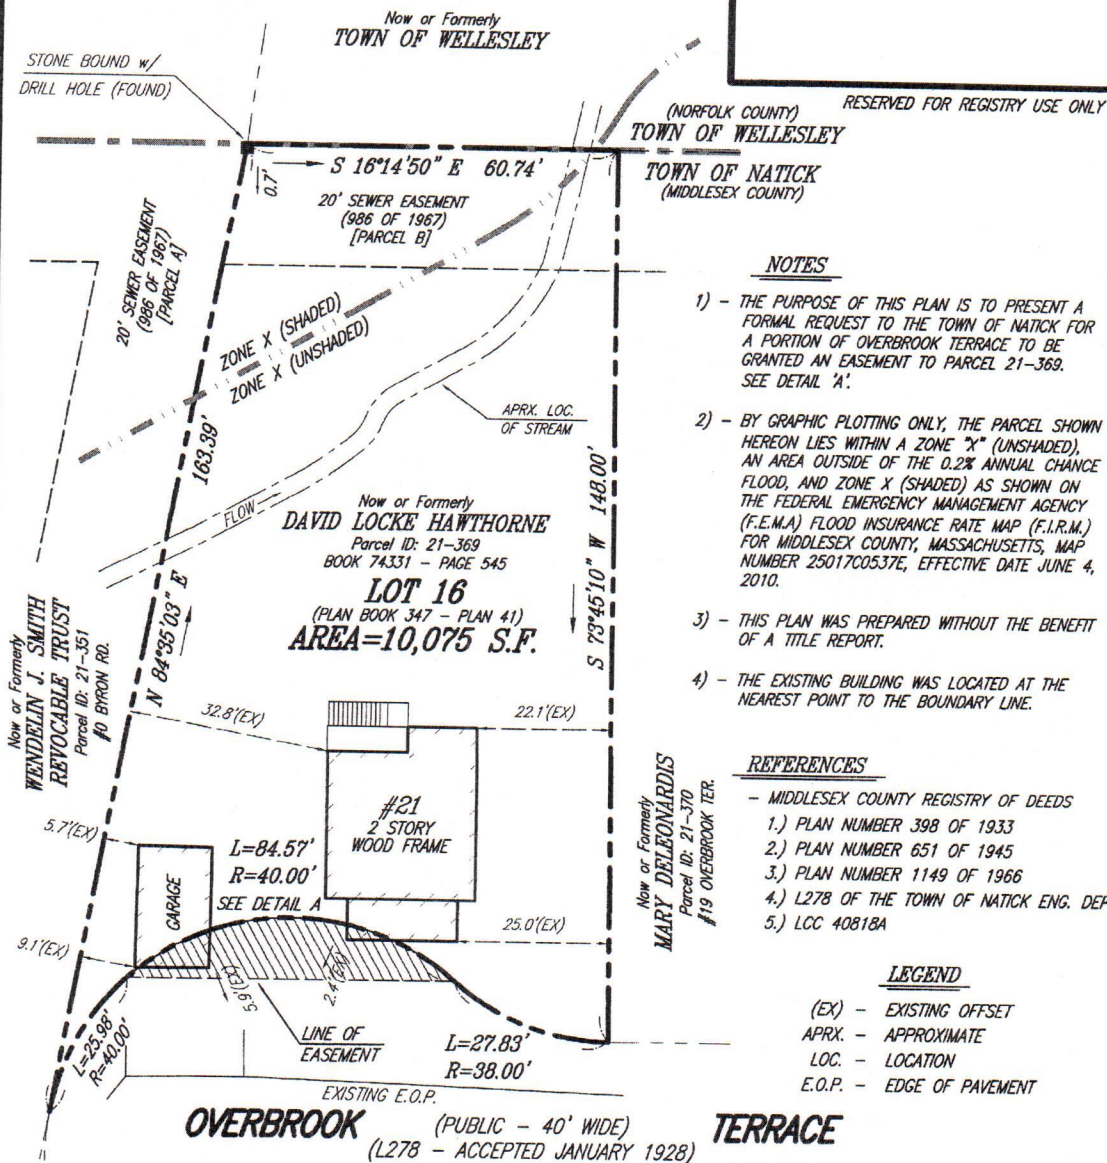 Now or Formerly
TOWN OF WELLESLEY
STONE BOUND w/
DRILL HOLE (FOUND)
RESERVED FOR REGISTRY USE ONLY
(NORFOLK COUNTY)
TOWN OF WELLESLEY
TOWN OF NATICK
(MIDDLESEX COUNTY)
S 16°14'50" E 60.74'
0.7'
20' SEWER EASEMENT
(986 OF 1967)
[PARCEL B]
20' SEWER EASEMENT
(986 OF 1967)
[PARCEL A]
ZONE X (SHADED)
ZONE X (UNSHADED)
APRX. LOC.
OF STREAM
163.39'
N 84°35'03" E
FLOW
S 73°45'10" W 148.00'
Now or Formerly
DAVID LOCKE HAWTHORNE
Parcel ID: 21-369
BOOK 74331 - PAGE 545
LOT 16
(PLAN BOOK 347 - PLAN 41)
AREA=10,075 S.F.
Now or Formerly
WENDELIN J. SMITH
REVOCABLE TRUST
Parcel ID: 21-351
#0 BYRON RD.
32.8'(EX)
22.1'(EX)
#21
2 STORY
WOOD FRAME
5.7'(EX)
GARAGE
L=84.57'
R=40.00'
SEE DETAIL A
9.1'(EX)
25.0'(EX)
5.9'(EX)
2.4'(EX)
Now or Formerly
MARY DELEONARDIS
Parcel ID: 21-370
#19 OVERBROOK TER.
L=25.98'
R=40.00'
LINE OF
EASEMENT
L=27.83'
R=38.00'
EXISTING E.O.P.
OVERBROOK (PUBLIC - 40' WIDE) TERRACE
(L278 - ACCEPTED JANUARY 1928)
NOTES
1) - THE PURPOSE OF THIS PLAN IS TO PRESENT A
FORMAL REQUEST TO THE TOWN OF NATICK FOR
A PORTION OF OVERBROOK TERRACE TO BE
GRANTED AN EASEMENT TO PARCEL 21-369.
SEE DETAIL 'A'.
2) - BY GRAPHIC PLOTTING ONLY, THE PARCEL SHOWN
HEREON LIES WITHIN A ZONE "X" (UNSHADED),
AN AREA OUTSIDE OF THE 0.2% ANNUAL CHANCE
FLOOD, AND ZONE X (SHADED) AS SHOWN ON
THE FEDERAL EMERGENCY MANAGEMENT AGENCY
(F.E.M.A) FLOOD INSURANCE RATE MAP (F.I.R.M.)
FOR MIDDLESEX COUNTY, MASSACHUSETTS, MAP
NUMBER 25017C0537E, EFFECTIVE DATE JUNE 4,
2010.
3) - THIS PLAN WAS PREPARED WITHOUT THE BENEFIT
OF A TITLE REPORT.
4) - THE EXISTING BUILDING WAS LOCATED AT THE
NEAREST POINT TO THE BOUNDARY LINE.
REFERENCES
- MIDDLESEX COUNTY REGISTRY OF DEEDS
1.) PLAN NUMBER 398 OF 1933
2.) PLAN NUMBER 651 OF 1945
3.) PLAN NUMBER 1149 OF 1966
4.) L278 OF THE TOWN OF NATICK ENG. DEP
5.) LCC 40818A
LEGEND
(EX) - EXISTING OFFSET
APRX. - APPROXIMATE
LOC. - LOCATION
E.O.P. - EDGE OF PAVEMENT